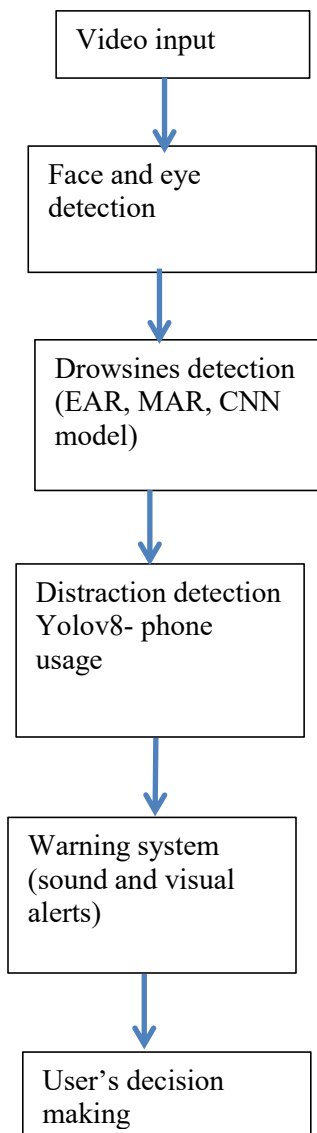 Video input
Face and eye
detection
Drowsines detection
(EAR, MAR, CNN
model)
Distraction detection
Yolov8- phone
usage
Warning system
(sound and visual
alerts)
User’s decision
making